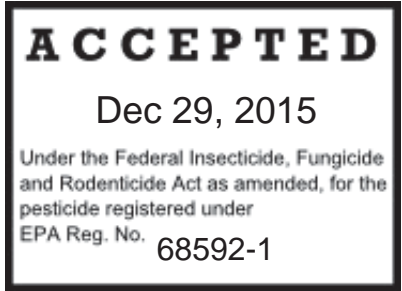 ACCEPTED
Dec 29, 2015
Under the Federal Insecticide, Fungicide
and Rodenticide Act as amended, for the
pesticide registered under
EPA Reg. No. 68592-1